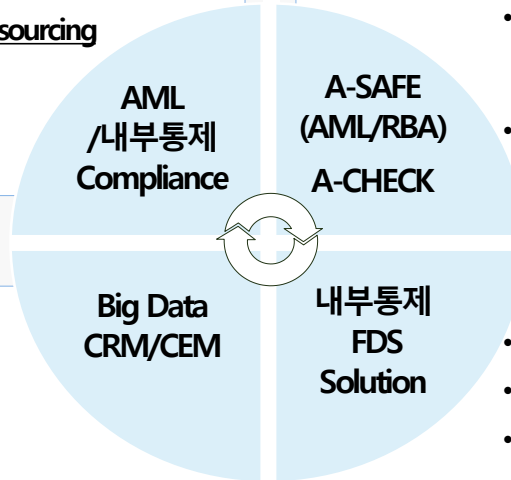 sourcing
AML
/내부통제
Compliance
A-SAFE
(AML/RBA)
A-CHECK
Big Data
CRM/CEM
내부통제
FDS
Solution